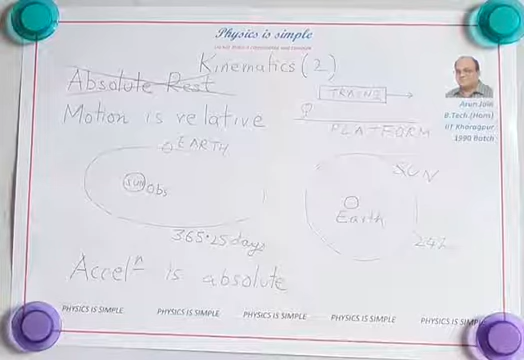 Physics is simple
Kinematics (2)
Absolute Rest
TRAIN
Motion is relative
PLATFORM
Arun Jain
B.Tech (Hons)
IIT Kharagpur
1990 Batch
EARTH
SUN
SUN Obs
Earth
365.25 days
Accelⁿ is absolute
PHYSICS IS SIMPLE PHYSICS IS SIMPLE PHYSICS IS SIMPLE PHYSICS IS SIMPLE PHYSICS IS SIMPLE